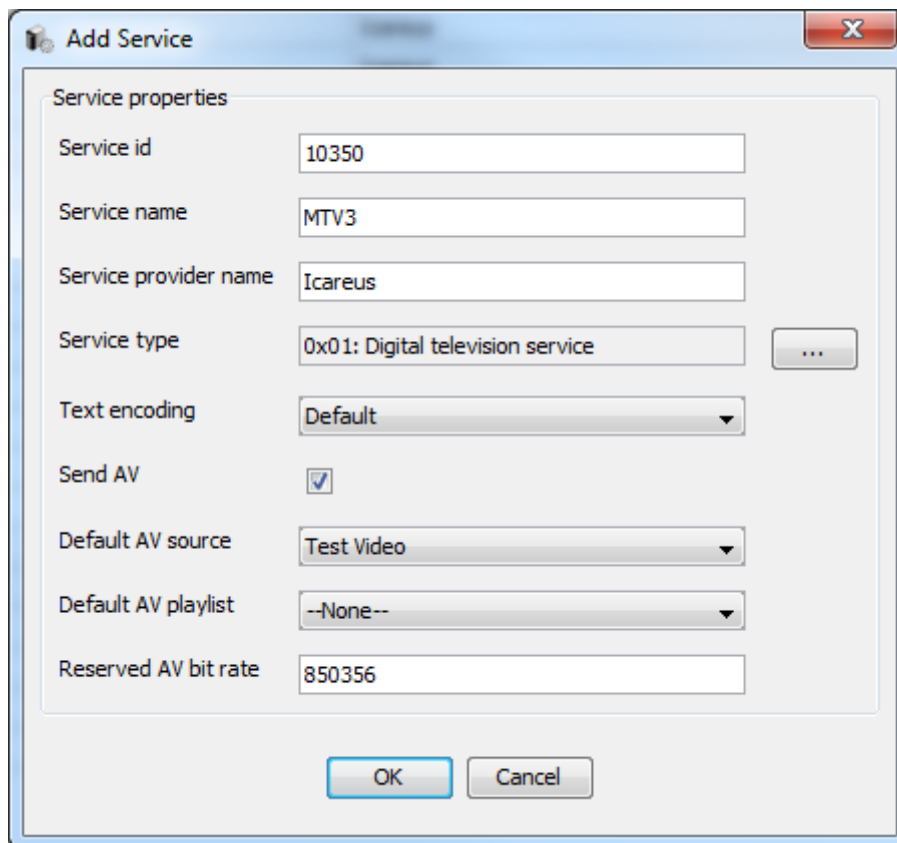 Add Service
Service properties
Service id 10350
Service name MTV3
Service provider name Icareus
Service type 0x01: Digital television service ...
Text encoding Default
Send AV
Default AV source Test Video
Default AV playlist --None--
Reserved AV bit rate 850356
OK Cancel